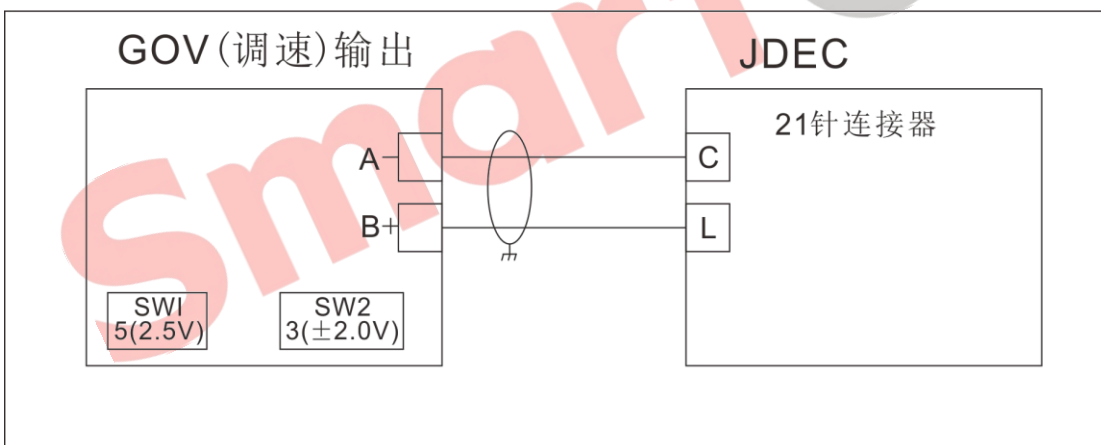 GOV(调速)输出
JDEC
21针连接器
A-
C
B+
L
SWI
5(2.5V)
SW2
3(±2.0V)
Smar